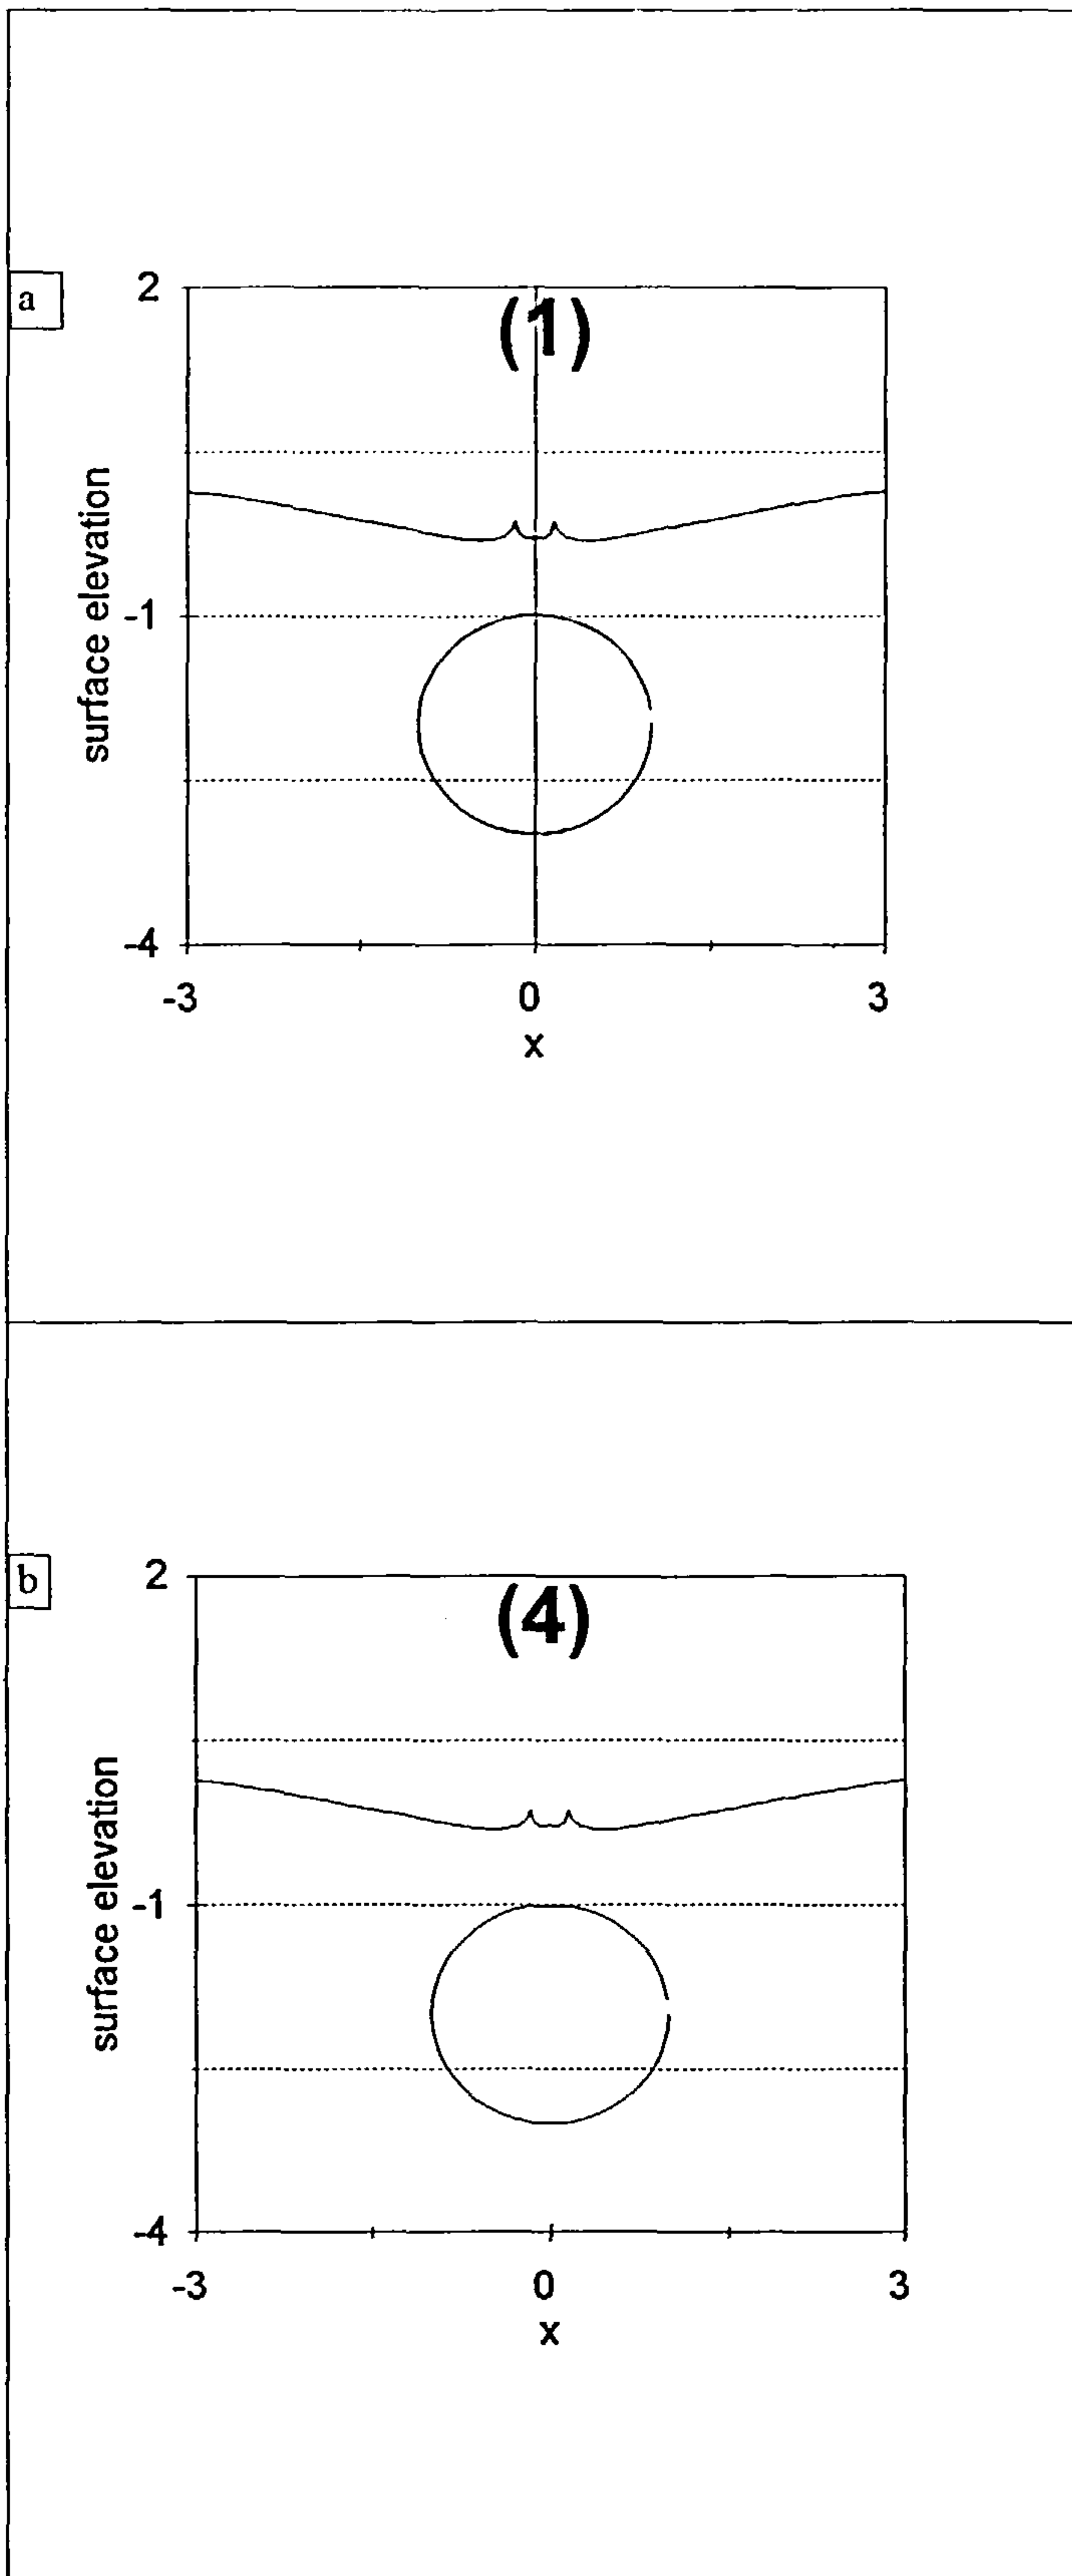 a
2
(1)
surface elevation
-1
-4
-3 0 3
x
b
2
(4)
surface elevation
-1
-4
-3 0 3
x